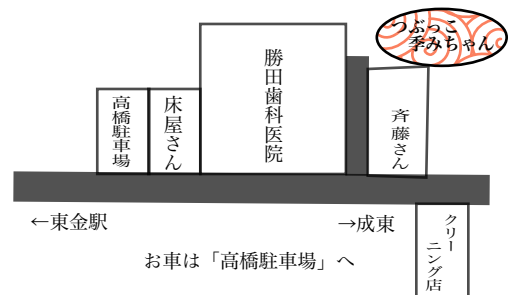 つぶっこ
季みちゃん
勝田歯科医院
高橋駐車場
床屋さん
斉藤さん
←東金駅
→成東
クリー
ニング店
お車は「高橋駐車場」へ